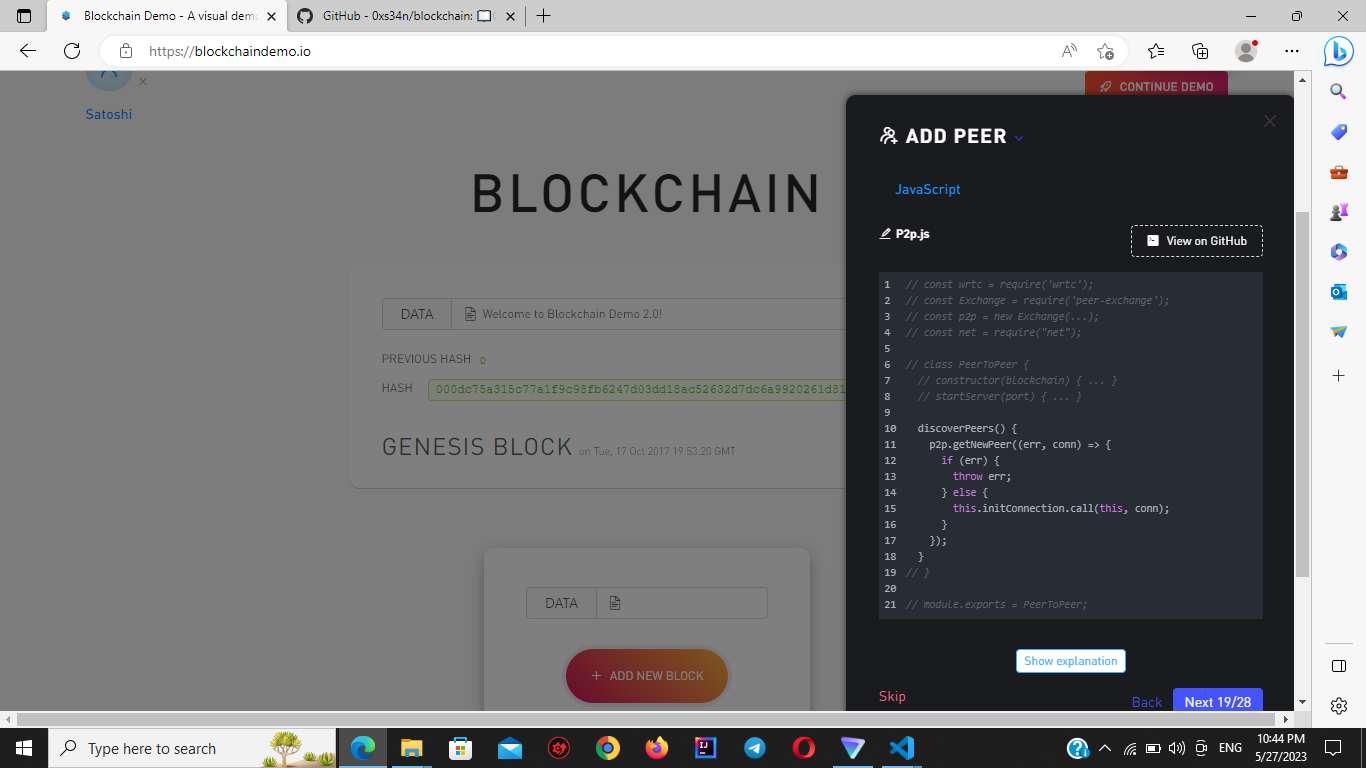 Blockchain Demo - A visual demo
GitHub - 0xs34n/blockchain:
https://blockchaindemo.io
Satoshi
CONTINUE DEMO
BLOCKCHAIN
DATA
Welcome to Blockchain Demo 2.0!
PREVIOUS HASH 0
HASH 000dc75a315c77a1f9c98fb6247d03dd18ac52632d7dc6a9920261d81
GENESIS BLOCK on Tue, 17 Oct 2017 19:53:20 GMT
DATA
+ ADD NEW BLOCK
ADD PEER
JavaScript
P2p.js
View on GitHub
1 // const wrtc = require('wrtc');
2 // const Exchange = require('peer-exchange');
3 // const p2p = new Exchange(...);
4 // const net = require("net");
5
6 // class PeerToPeer {
7 // constructor(blockchain) { ... }
8 // startServer(port) { ... }
9
10 discoverPeers() {
11 p2p.getNewPeer((err, conn) => {
12 if (err) {
13 throw err;
14 } else {
15 this.initConnection.call(this, conn);
16 }
17 });
18 }
19 // }
20
21 // module.exports = PeerToPeer;
Show explanation
Skip
Back
Next 19/28
Type here to search
ENG
10:44 PM
5/27/2023